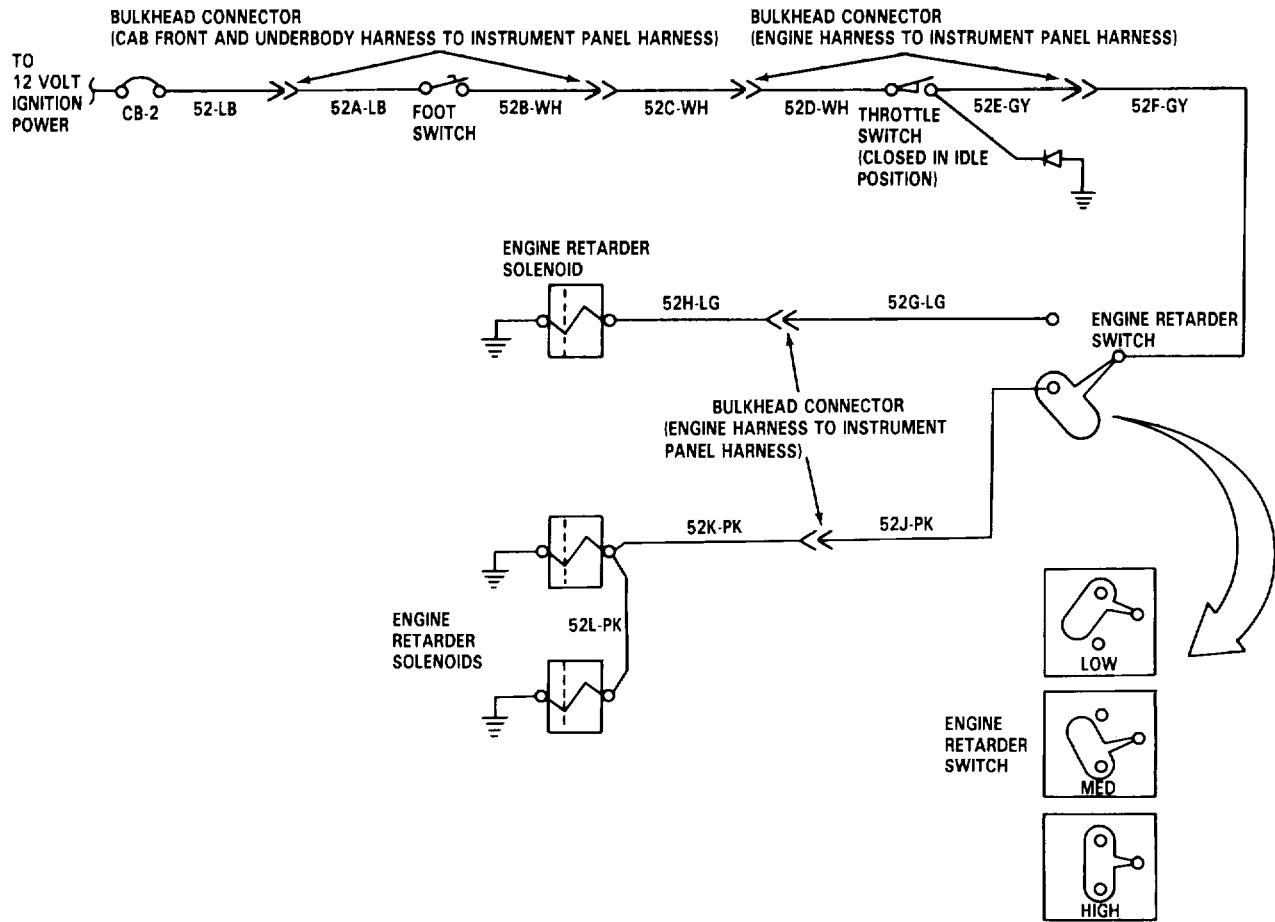 BULKHEAD CONNECTOR
(CAB FRONT AND UNDERBODY HARNESS TO INSTRUMENT PANEL HARNESS)
BULKHEAD CONNECTOR
(ENGINE HARNESS TO INSTRUMENT PANEL HARNESS)
TO
12 VOLT
IGNITION
POWER
CB-2
52-LB
52A-LB
FOOT
SWITCH
52B-WH
52C-WH
52D-WH
THROTTLE
SWITCH
(CLOSED IN IDLE
POSITION)
52E-GY
52F-GY
ENGINE RETARDER
SOLENOID
52H-LG
52G-LG
ENGINE RETARDER
SWITCH
BULKHEAD CONNECTOR
(ENGINE HARNESS TO INSTRUMENT
PANEL HARNESS)
52K-PK
52J-PK
ENGINE
RETARDER
SOLENOIDS
52L-PK
LOW
ENGINE
RETARDER
SWITCH
MED
HIGH